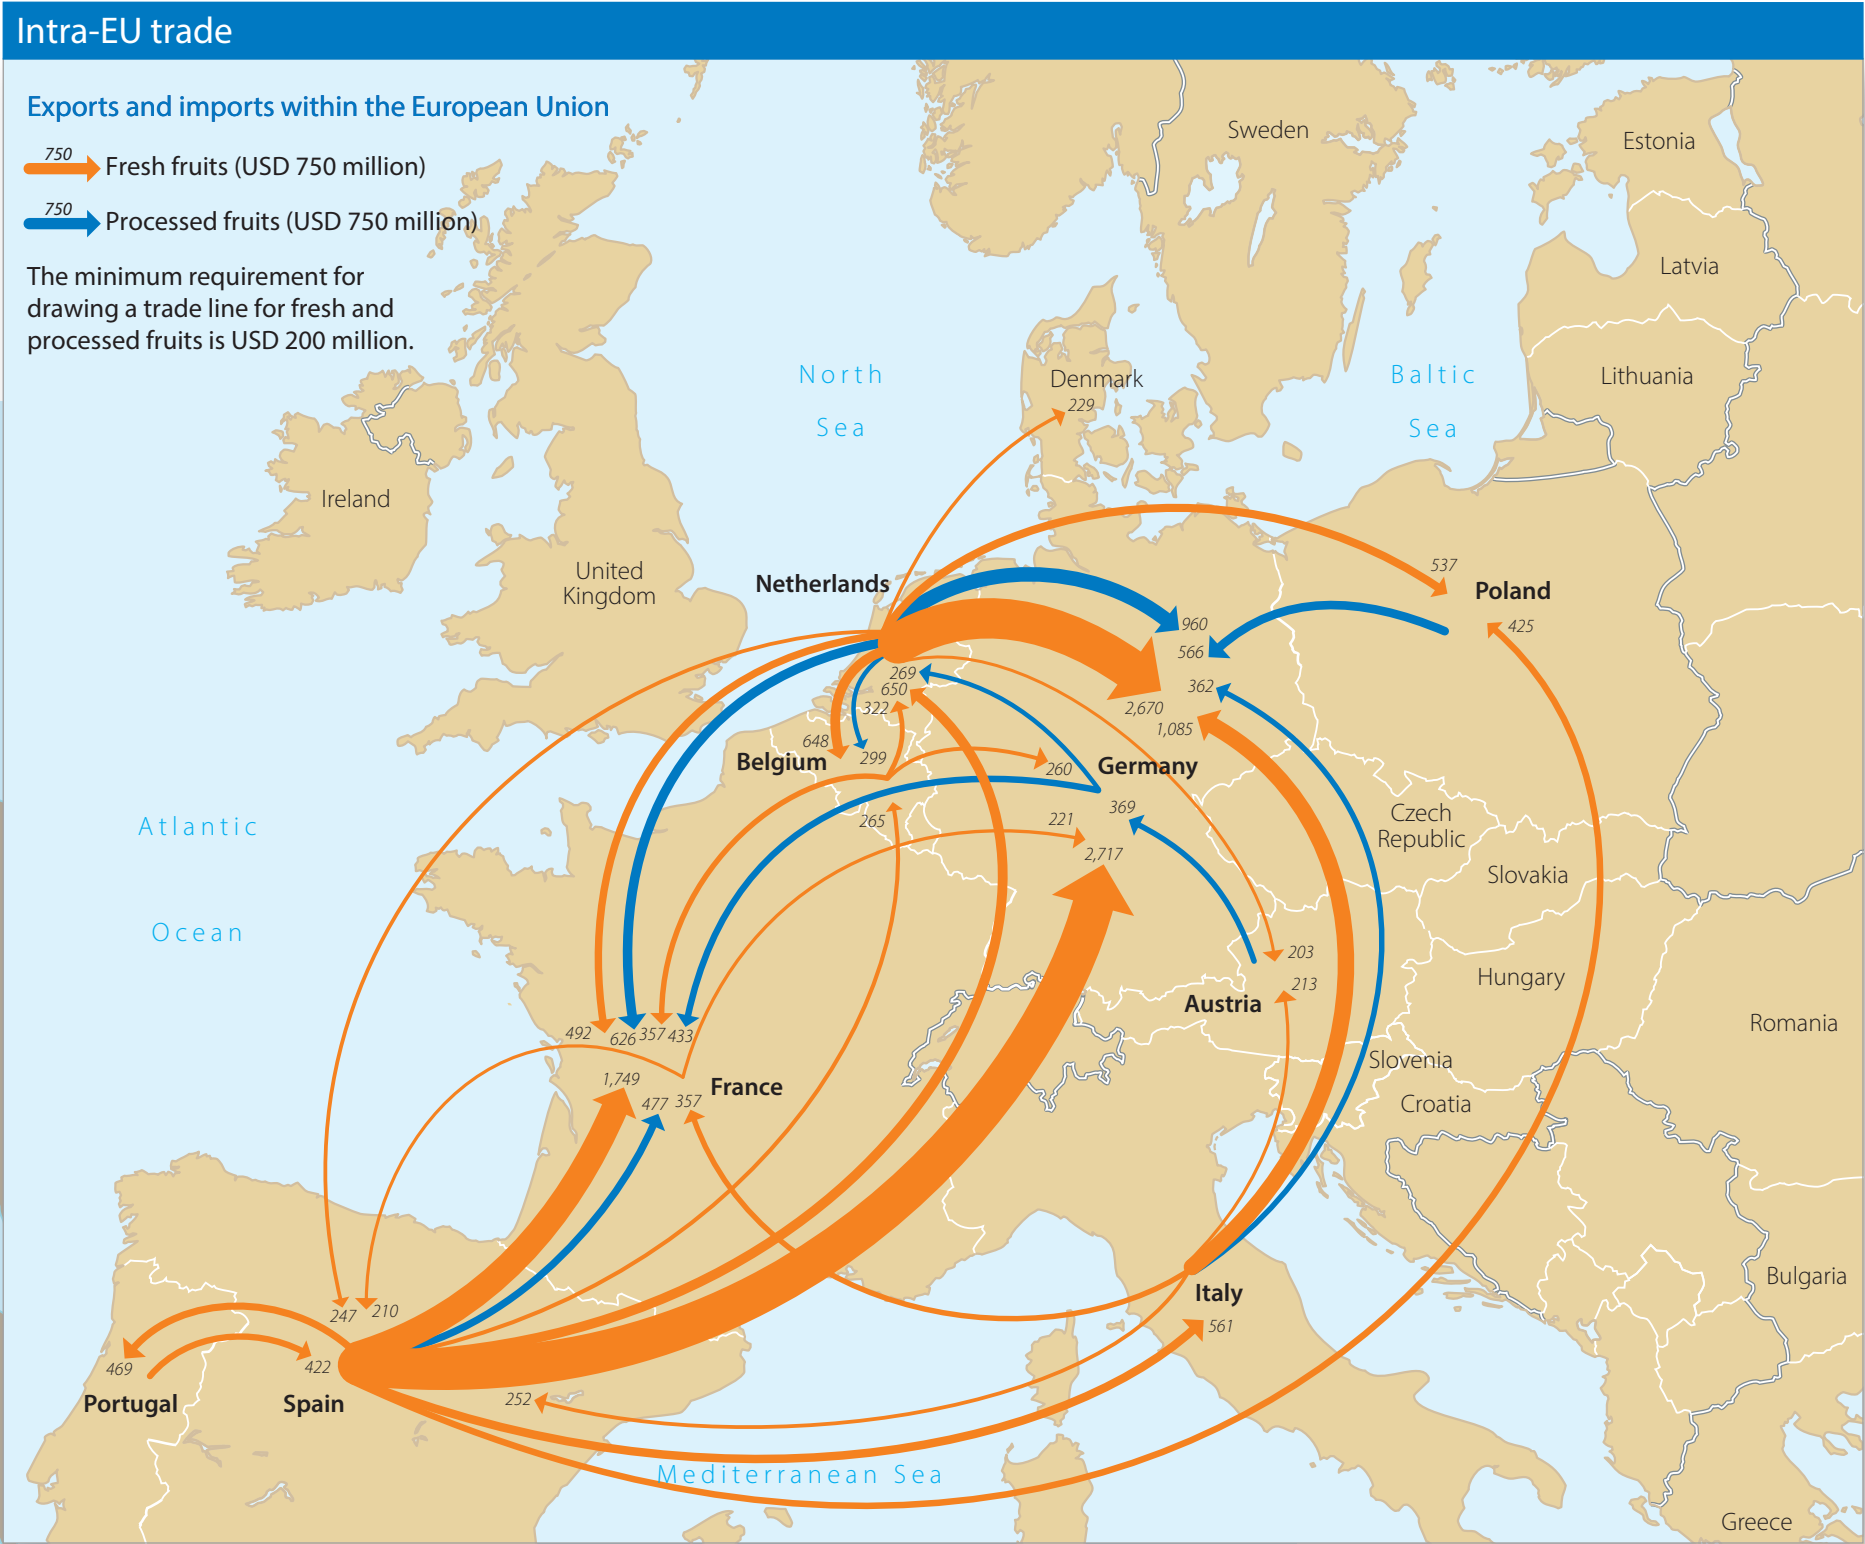 Intra-EU trade
Exports and imports within the European Union
750
Fresh fruits (USD 750 million)
750
Processed fruits (USD 750 million)
The minimum requirement for
drawing a trade line for fresh and
processed fruits is USD 200 million.
Sweden
Estonia
Latvia
Lithuania
North
Sea
Baltic
Sea
Denmark
229
Ireland
United
Kingdom
Netherlands
537
Poland
425
960
566
362
269
650
322
2,670
1,085
648
299
Belgium
260
Germany
265
221
369
2,717
Czech
Republic
Slovakia
Atlantic
Ocean
203
213
Austria
Hungary
Romania
492
626
357
433
Slovenia
1,749
477
357
France
Croatia
Bulgaria
Italy
561
247
210
469
422
Portugal
Spain
252
Mediterranean Sea
Greece